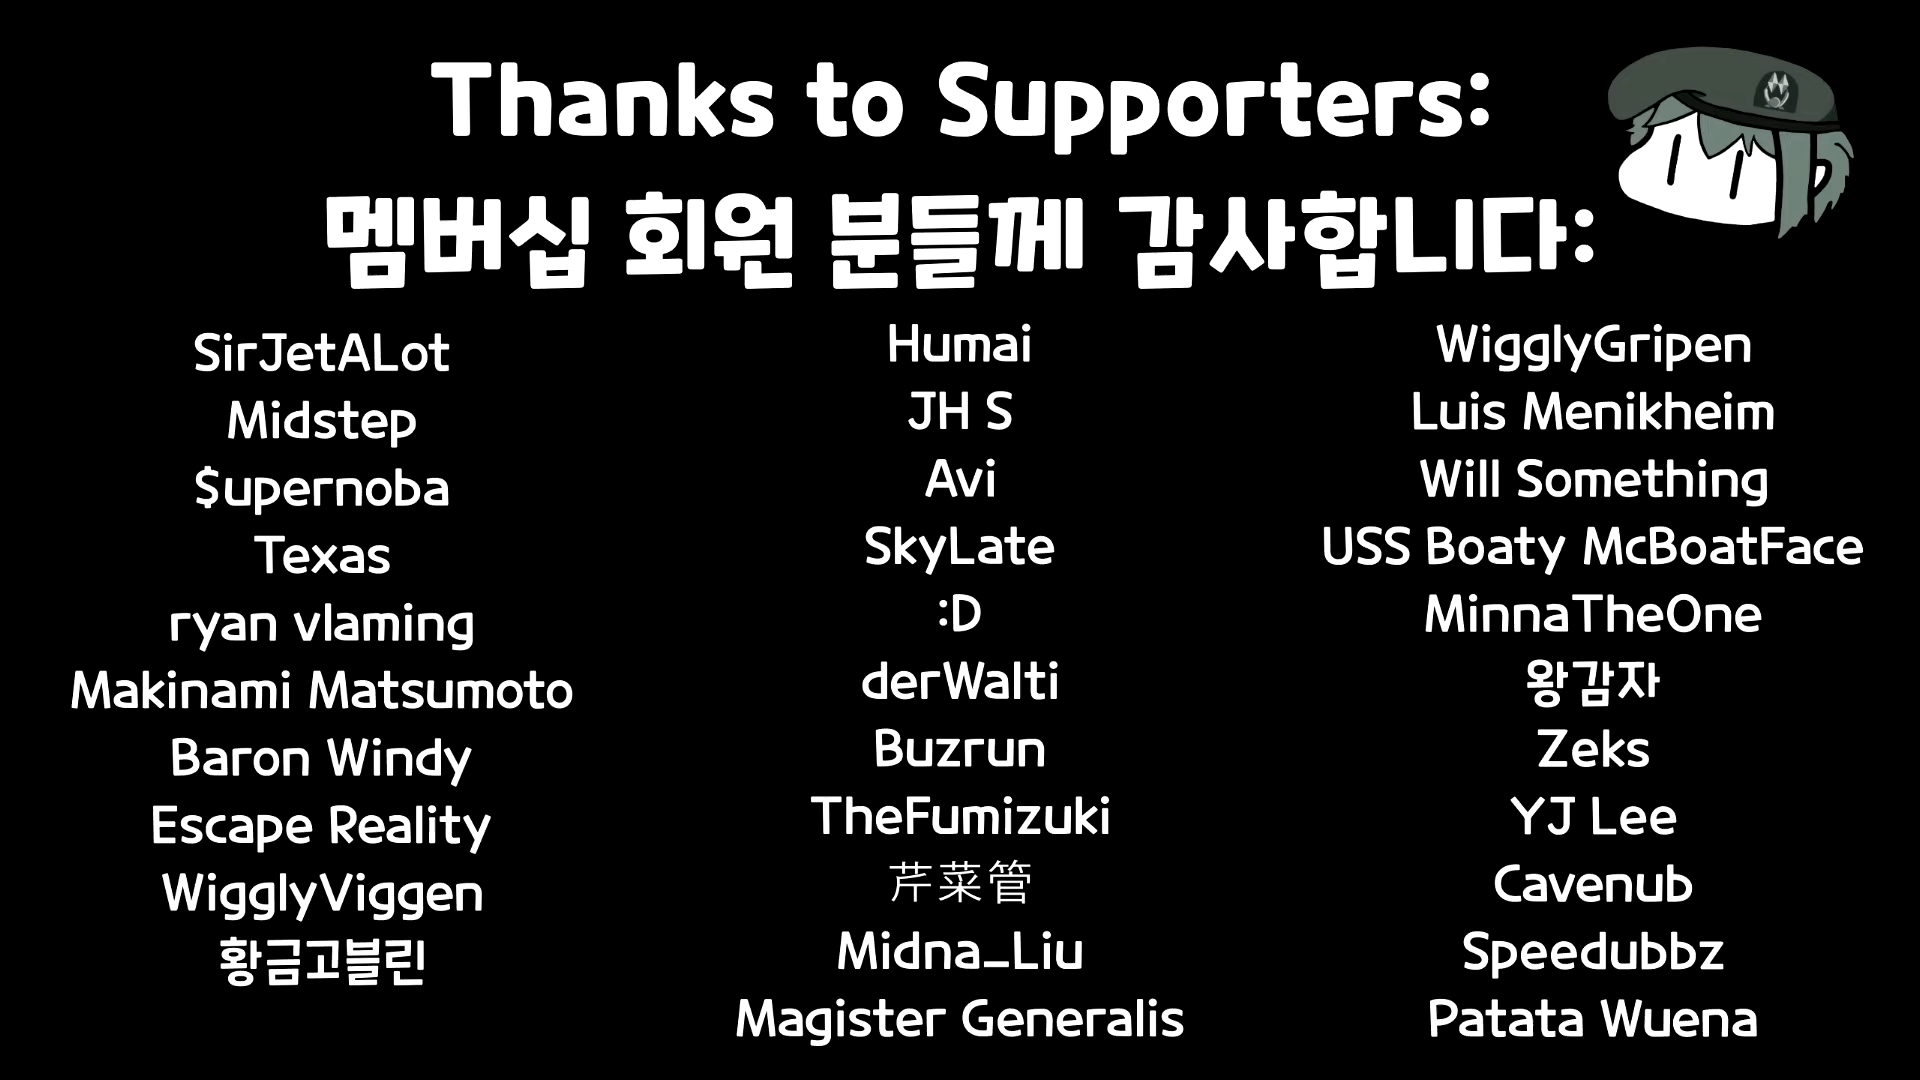 Thanks to Supporters:
멤버십 회원 분들께 감사합니다:
SirJetALot
Midstep
$upernoba
Texas
ryan vlaming
Makinami Matsumoto
Baron Windy
Escape Reality
WigglyViggen
황금고블린
Humai
JH S
Avi
SkyLate
:D
derWalti
Buzrun
TheFumizuki
芹菜管
Midna_Liu
Magister Generalis
WigglyGripen
Luis Menikheim
Will Something
USS Boaty McBoatFace
MinnaTheOne
왕감자
Zeks
YJ Lee
Cavenub
Speedubbz
Patata Wuena